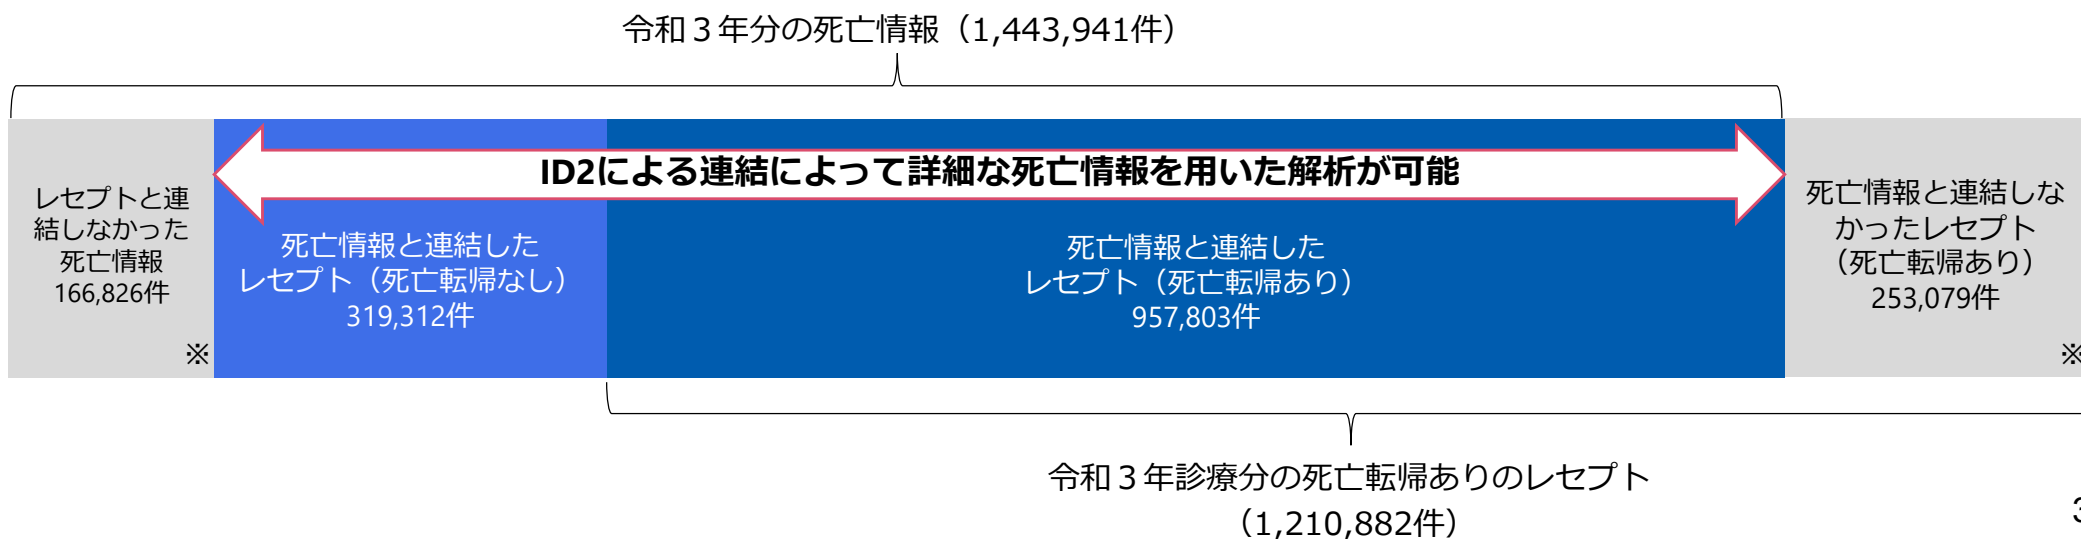 令和３年分の死亡情報（1,443,941件）
ID2による連結によって詳細な死亡情報を用いた解析が可能
レセプトと連
結しなかった
死亡情報
166,826件
※
死亡情報と連結した
レセプト（死亡転帰なし）
319,312件
死亡情報と連結した
レセプト（死亡転帰あり）
957,803件
死亡情報と連結しな
かったレセプト
（死亡転帰あり）
253,079件
※
令和３年診療分の死亡転帰ありのレセプト
（1,210,882件）
3